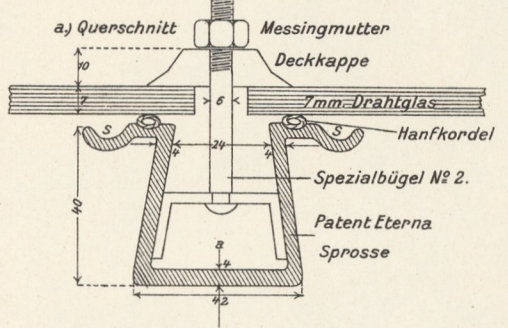 a.) Querschnitt
Messingmutter
Deckkappe
10
7
6
7mm. Drahtglas
S
S
Hanfkordel
4
24
4
40
Spezialbügel Nº 2.
Patent Eterna
Sprosse
a
4
42